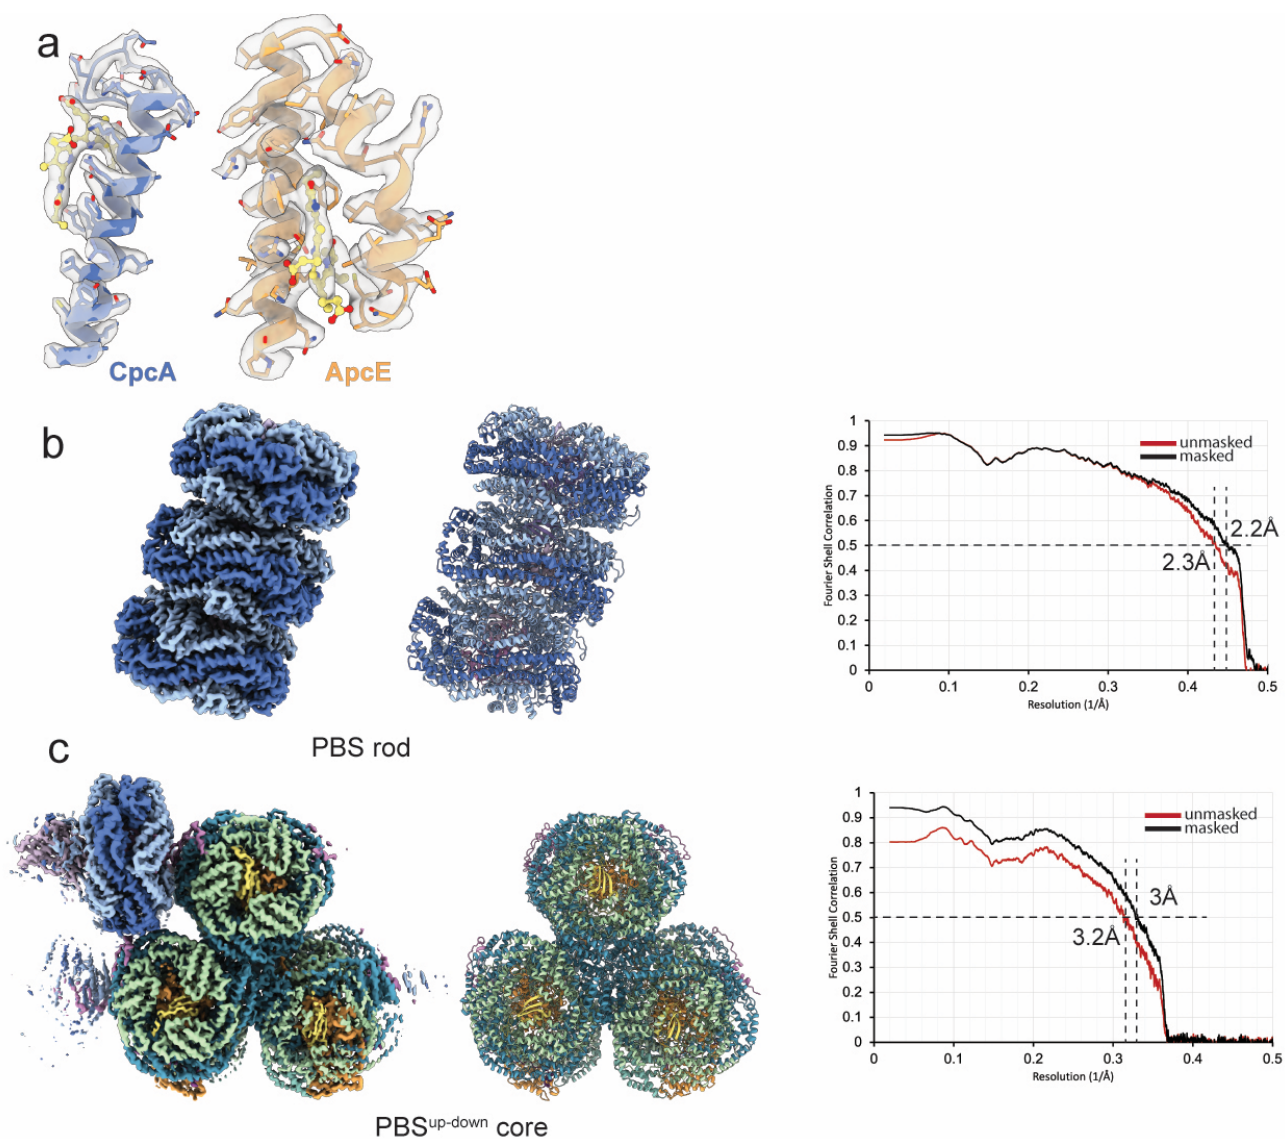 a
CpcA
ApcE
b
PBS rod
1
0.9
0.8
0.7
0.6
0.5
0.4
0.3
0.2
0.1
0
Fourier Shell Correlation
unmasked
masked
2.2Å
2.3Å
0
0.1
0.2
0.3
0.4
0.5
Resolution (1/Å)
c
PBSup-down core
1
0.9
0.8
0.7
0.6
0.5
0.4
0.3
0.2
0.1
0
Fourier Shell Correlation
unmasked
masked
3Å
3.2Å
0
0.1
0.2
0.3
0.4
0.5
Resolution (1/Å)